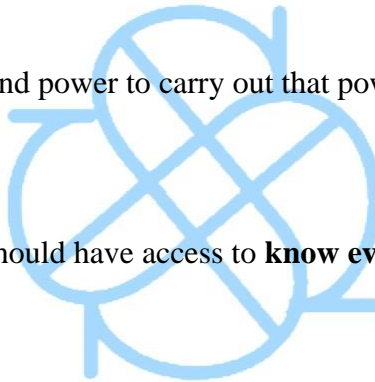 nd power to carry out that pow
hould have access to know ev